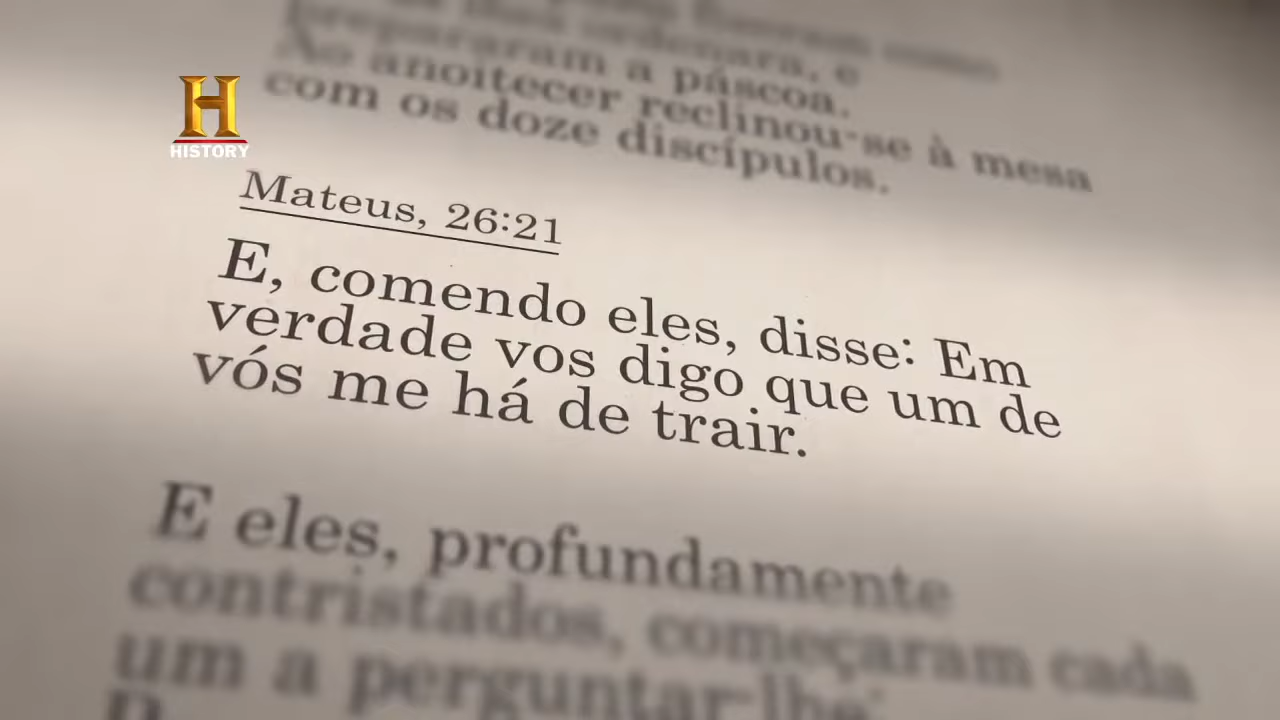 prepararam a páscoa.
Ao anoitecer reclinou-se à mesa
com os doze discípulos.
H
HISTORY
Mateus, 26:21
E, comendo eles, disse: Em
verdade vos digo que um de
vós me há de trair.
E eles, profundamente
contristados, começaram cada
um a perguntar-lhe: